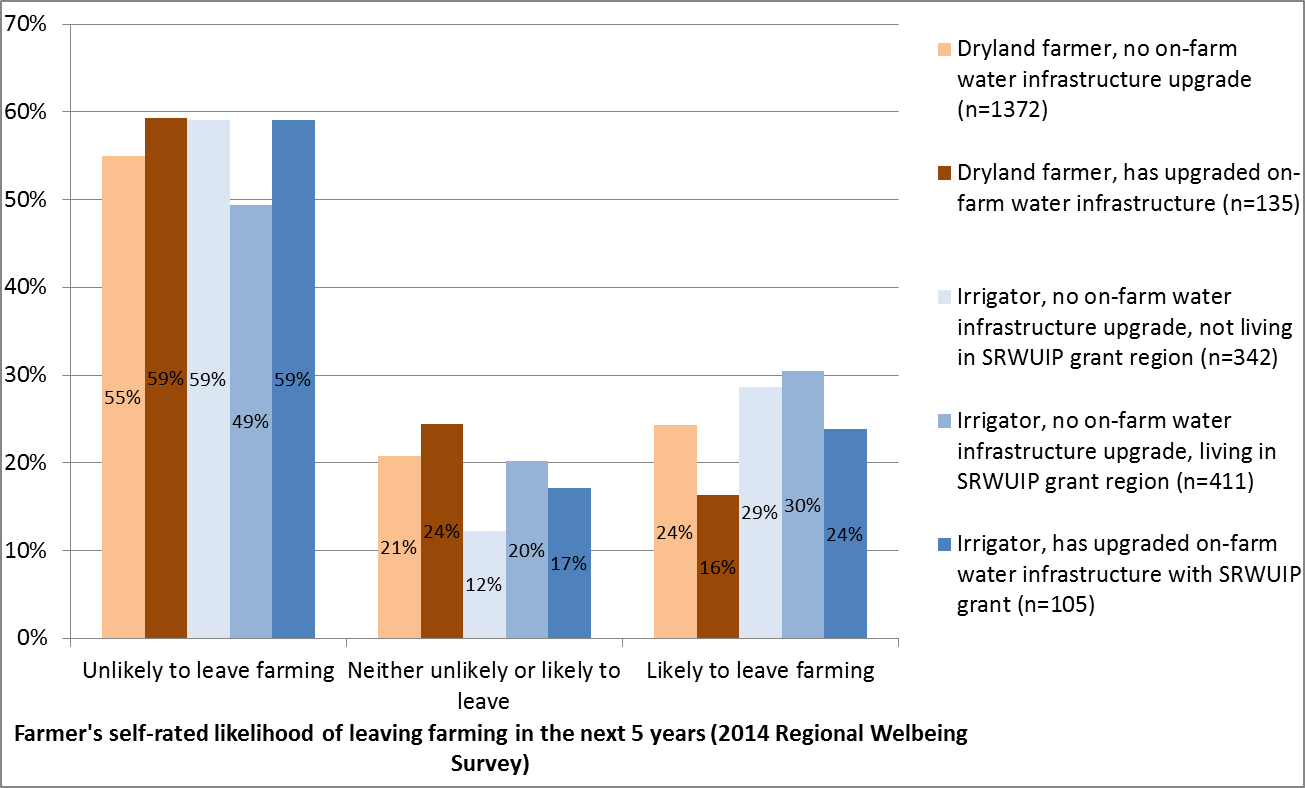 70%
60%
50%
40%
30%
20%
10%
0%
55%
59%
59%
49%
59%
21%
24%
12%
20%
17%
24%
16%
29%
30%
24%
Unlikely to leave farming
Neither unlikely or likely to
leave
Likely to leave farming
Farmer's self-rated likelihood of leaving farming in the next 5 years (2014 Regional Welbeing
Survey)
Dryland farmer, no on-farm
water infrastructure upgrade
(n=1372)
Dryland farmer, has upgraded on-
farm water infrastructure (n=135)
Irrigator, no on-farm water
infrastructure upgrade, not living
in SRWUIP grant region (n=342)
Irrigator, no on-farm water
infrastructure upgrade, living in
SRWUIP grant region (n=411)
Irrigator, has upgraded on-farm
water infrastructure with SRWUIP
grant (n=105)